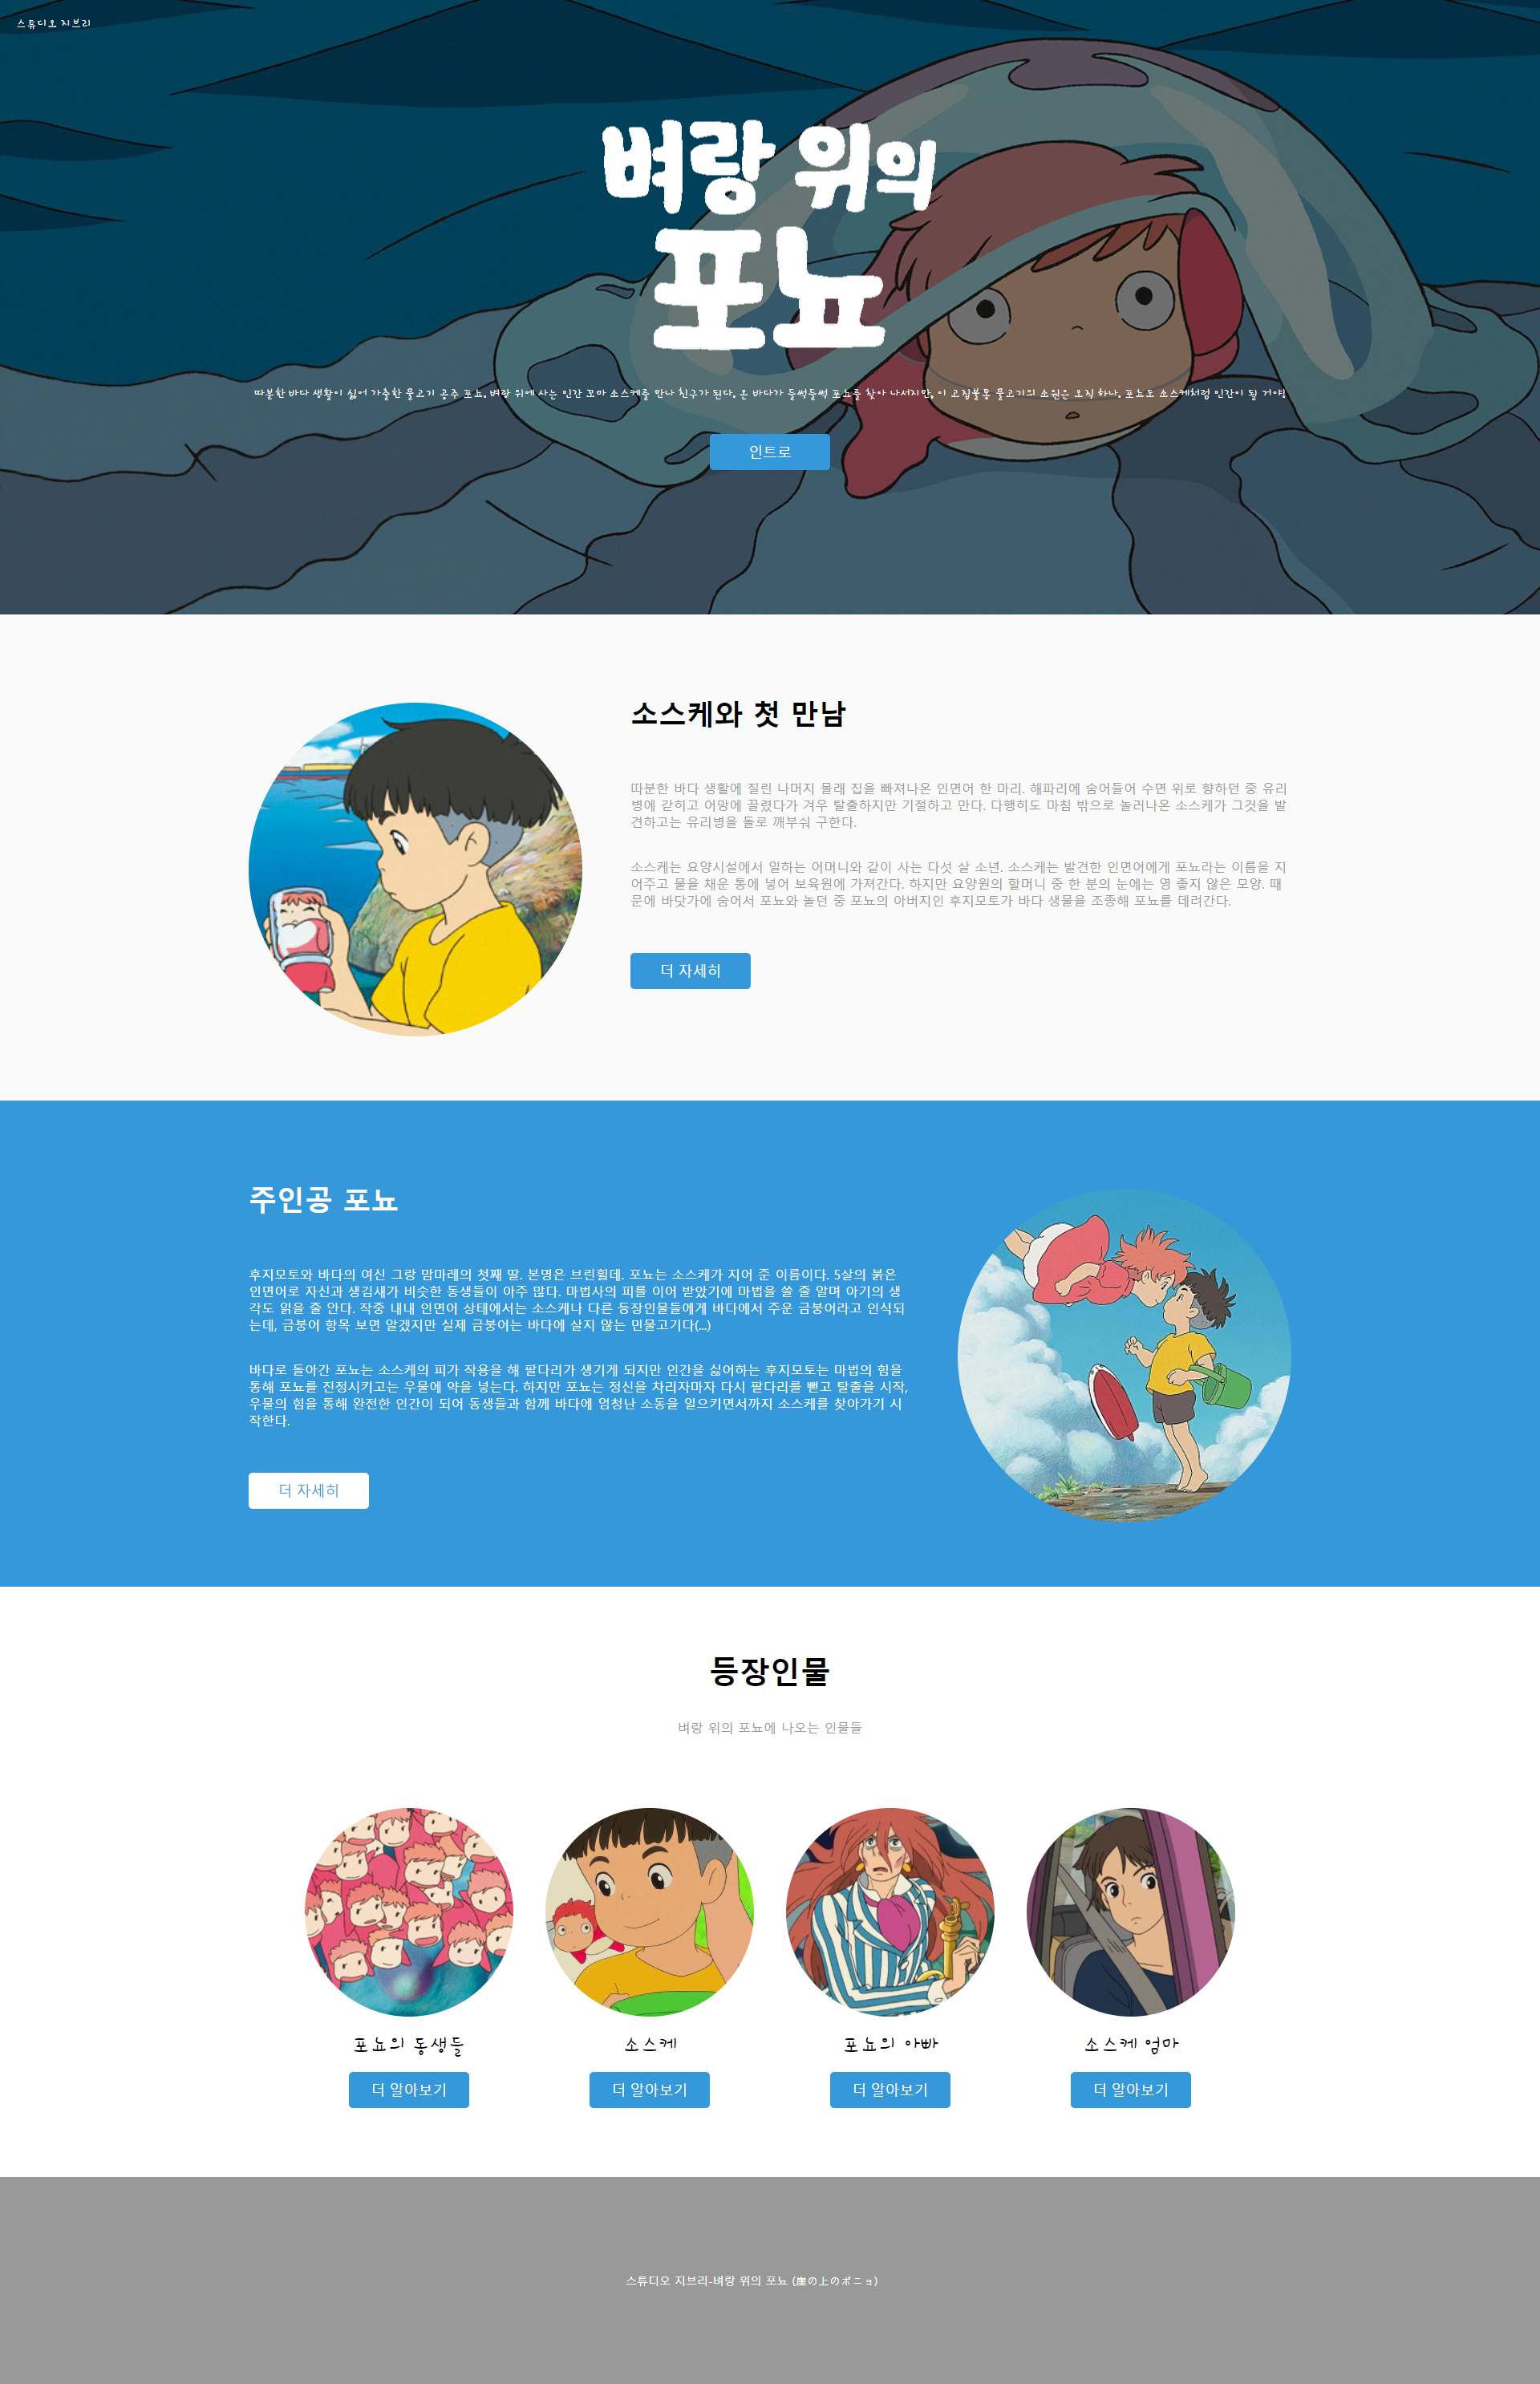 스튜디오 지브리
벼랑 위의
포뇨
따분한 바다 생활이 싫어 가출한 물고기 공주 포뇨. 벼랑 위에 사는 인간 꼬마 소스케를 만나 친구가 된다. 온 바다가 들썩들썩 포뇨를 찾아 나서지만, 이 고집불통 물고기의 소원은 오직 하나. 포뇨도 소스케처럼 인간이 될 거야!
인트로
소스케와 첫 만남
따분한 바다 생활에 질린 나머지 몰래 집을 빠져나온 인면어 한 마리. 해파리에 숨어들어 수면 위로 향하던 중 유리
병에 갇히고 어망에 끌렸다가 겨우 탈출하지만 기절하고 만다. 다행히도 마침 밖으로 놀러나온 소스케가 그것을 발
견하고는 유리병을 돌로 깨부숴 구한다.
소스케는 요양시설에서 일하는 어머니와 같이 사는 다섯 살 소년. 소스케는 발견한 인면어에게 포뇨라는 이름을 지
어주고 물을 채운 통에 넣어 보육원에 가져간다. 하지만 요양원의 할머니 중 한 분의 눈에는 영 좋지 않은 모양. 때
문에 바닷가에 숨어서 포뇨와 놀던 중 포뇨의 아버지인 후지모토가 바다 생물을 조종해 포뇨를 데려간다.
더 자세히
주인공 포뇨
후지모토와 바다의 여신 그랑 맘마레의 첫째 딸. 본명은 브륀휠데. 포뇨는 소스케가 지어 준 이름이다. 5살의 붉은
인면어로 자신과 생김새가 비슷한 동생들이 아주 많다. 마법사의 피를 이어 받았기에 마법을 쓸 줄 알며 아기의 생
각도 읽을 줄 안다. 작중 내내 인면어 상태에서는 소스케나 다른 등장인물들에게 바다에서 주운 금붕어라고 인식되
는데, 금붕어 항목 보면 알겠지만 실제 금붕어는 바다에 살지 않는 민물고기다(...)
바다로 돌아간 포뇨는 소스케의 피가 작용을 해 팔다리가 생기게 되지만 인간을 싫어하는 후지모토는 마법의 힘을
통해 포뇨를 진정시키고는 우물에 약을 넣는다. 하지만 포뇨는 정신을 차리자마자 다시 팔다리를 뻗고 탈출을 시작,
우물의 힘을 통해 완전한 인간이 되어 동생들과 함께 바다에 엄청난 소동을 일으키면서까지 소스케를 찾아가기 시
작한다.
더 자세히
등장인물
벼랑 위의 포뇨에 나오는 인물들
포뇨의 동생들
소스케
포뇨의 아빠
소스케 엄마
더 알아보기
더 알아보기
더 알아보기
더 알아보기
스튜디오 지브리-벼랑 위의 포뇨 (崖の上のポニョ)